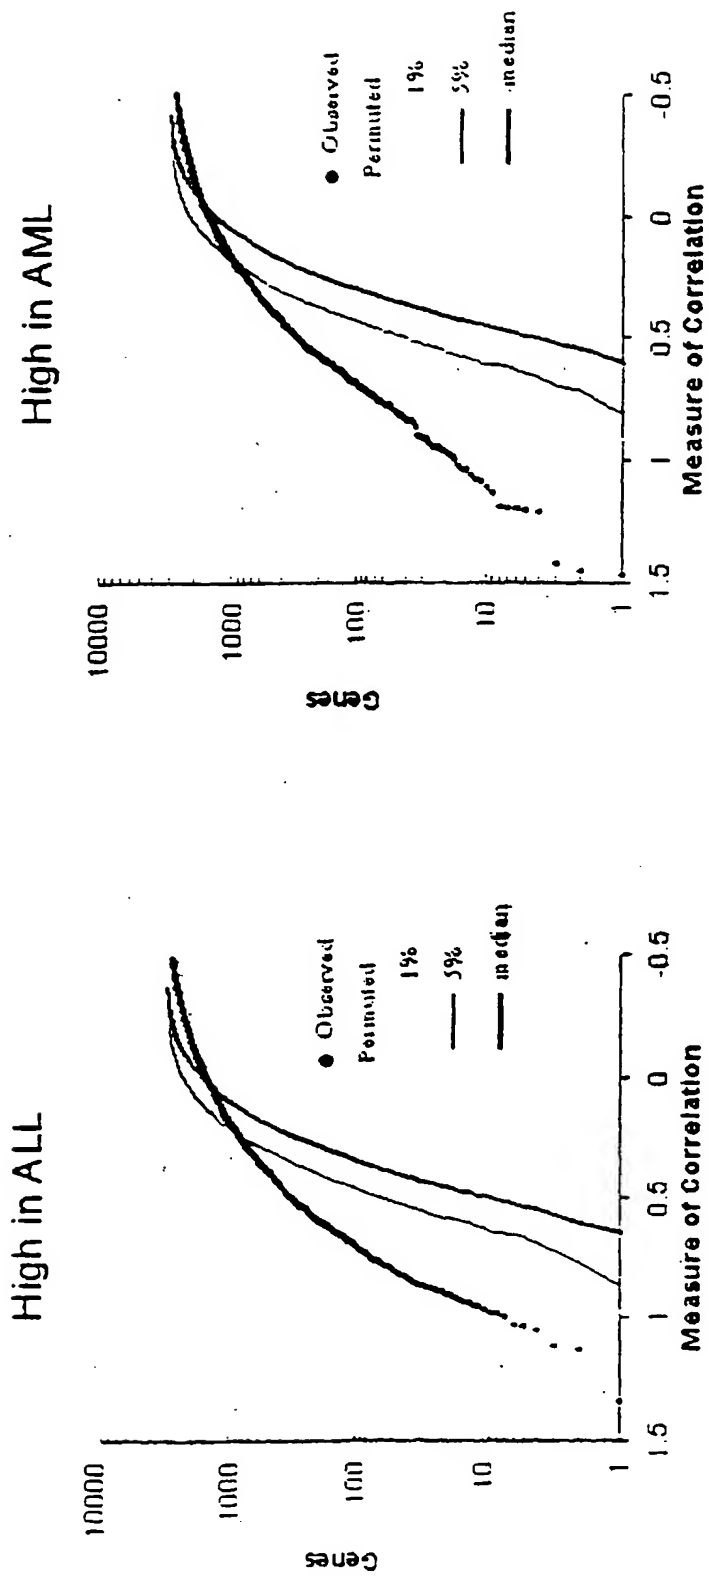 High in ALL
Genes
10000
1000
100
10
1
1.5
1
0.5
0
-0.5
Measure of Correlation
Observed
Permuted
1%
5%
median
High in AML
Genes
10000
1000
100
10
1
1.5
1
0.5
0
-0.5
Measure of Correlation
Observed
Permuted
1%
5%
median